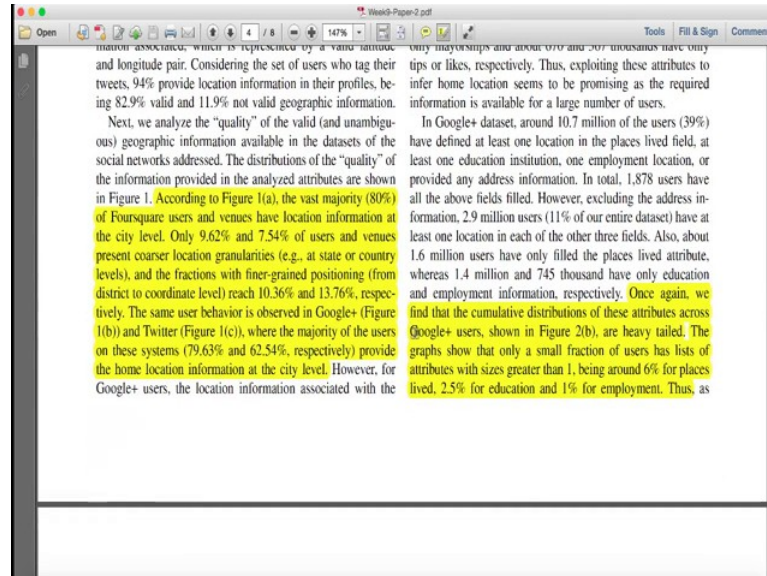 Week9-Paper-2.pdf
Open
4 / 8
147%
Tools
Fill & Sign
Commen
mation associated, which is represented by a valid latitude
and longitude pair. Considering the set of users who tag their
tweets, 94% provide location information in their profiles, be-
ing 82.9% valid and 11.9% not valid geographic information.
Next, we analyze the “quality” of the valid (and unambigu-
ous) geographic information available in the datasets of the
social networks addressed. The distributions of the “quality” of
the information provided in the analyzed attributes are shown
in Figure 1. According to Figure 1(a), the vast majority (80%)
of Foursquare users and venues have location information at
the city level. Only 9.62% and 7.54% of users and venues
present coarser location granularities (e.g., at state or country
levels), and the fractions with finer-grained positioning (from
district to coordinate level) reach 10.36% and 13.76%, respec-
tively. The same user behavior is observed in Google+ (Figure
1(b)) and Twitter (Figure 1(c)), where the majority of the users
on these systems (79.63% and 62.54%, respectively) provide
the home location information at the city level. However, for
Google+ users, the location information associated with the
only mayorships and about 670 and 507 thousands have only
tips or likes, respectively. Thus, exploiting these attributes to
infer home location seems to be promising as the required
information is available for a large number of users.
In Google+ dataset, around 10.7 million of the users (39%)
have defined at least one location in the places lived field, at
least one education institution, one employment location, or
provided any address information. In total, 1,878 users have
all the above fields filled. However, excluding the address in-
formation, 2.9 million users (11% of our entire dataset) have at
least one location in each of the other three fields. Also, about
1.6 million users have only filled the places lived attribute,
whereas 1.4 million and 745 thousand have only education
and employment information, respectively. Once again, we
find that the cumulative distributions of these attributes across
Google+ users, shown in Figure 2(b), are heavy tailed. The
graphs show that only a small fraction of users has lists of
attributes with sizes greater than 1, being around 6% for places
lived, 2.5% for education and 1% for employment. Thus, as